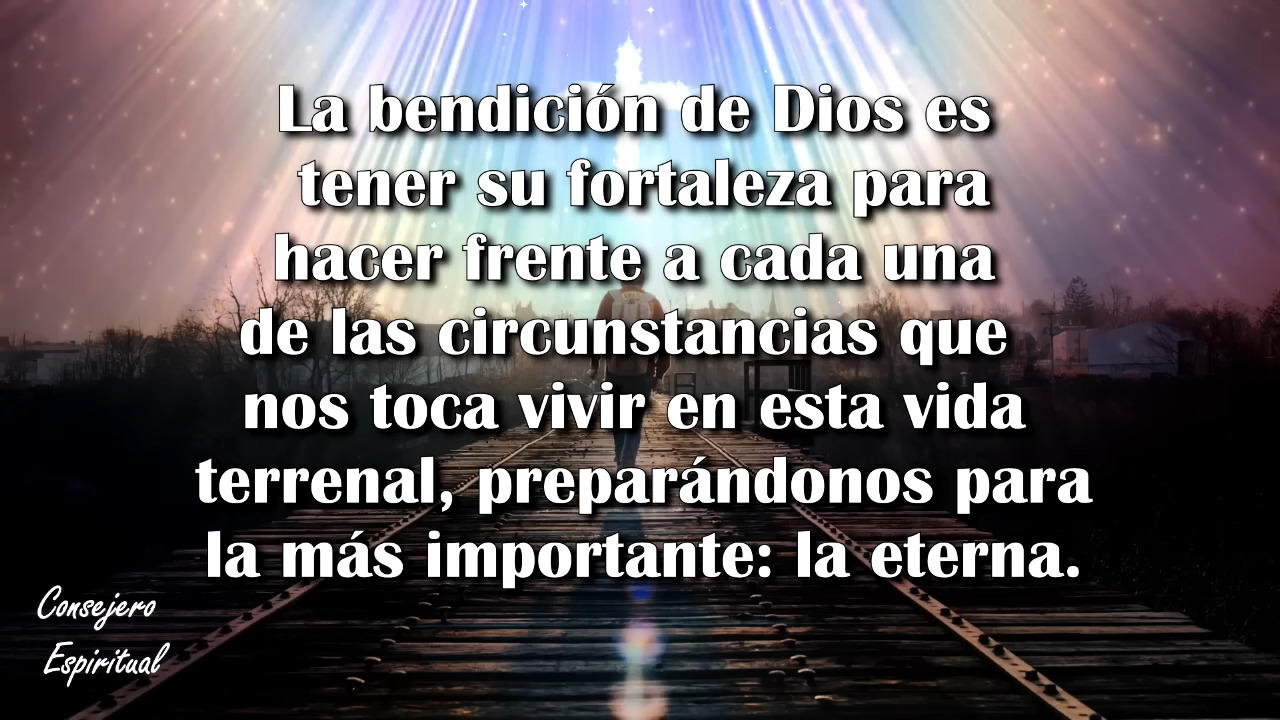 La bendición de Dios es
tener su fortaleza para
hacer frente a cada una
de las circunstancias que
nos toca vivir en esta vida
terrenal, preparándonos para
la más importante: la eterna.
Consejero
Espiritual